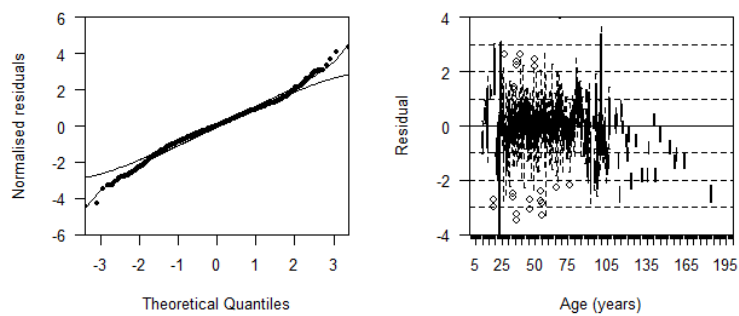 6
4
2
0
-2
-4
-6
Normalised residuals
-3 -2 -1 0 1 2 3
Theoretical Quantiles
4
2
0
-2
-4
Residual
5 25 50 75 105 135 165 195
Age (years)